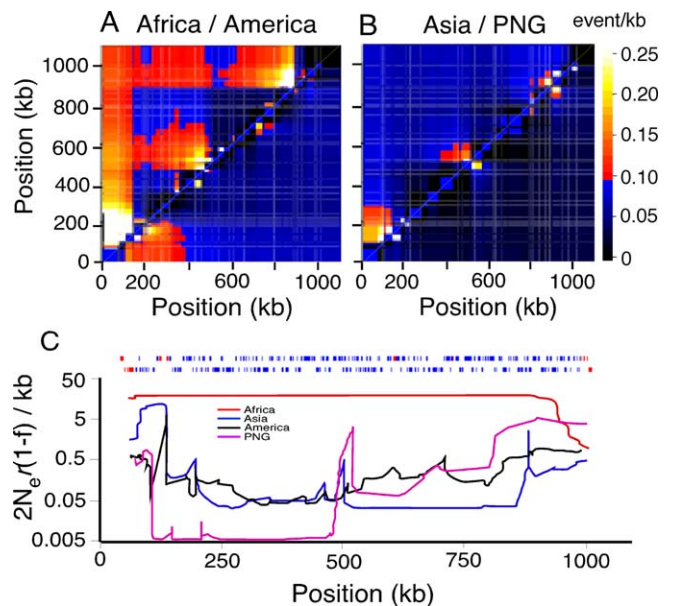 A Africa / America
B Asia / PNG
event/kb
Position (kb)
1000
800
600
400
200
0
0
200
600
1000
Position (kb)
0
200
600
1000
Position (kb)
0.25
0.20
0.15
0.10
0.05
0
C
2Ner(1-f) / kb
50
5
0.5
0.05
0.005
Africa
Asia
America
PNG
0
250
500
750
1000
Position (kb)